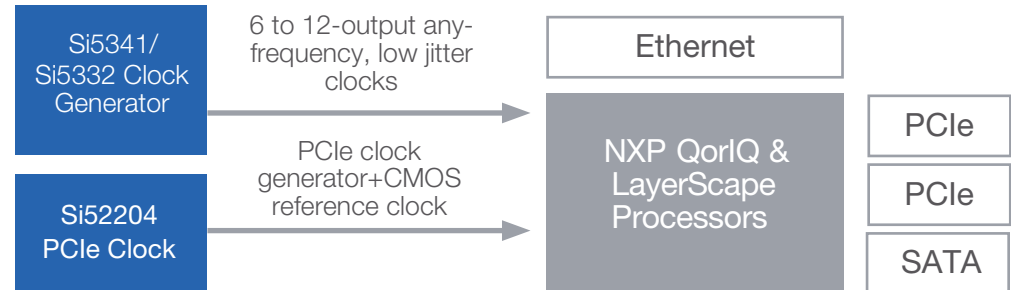 Si5341/
Si5332 Clock
Generator
6 to 12-output any-
frequency, low jitter
clocks
Ethernet
Si52204
PCIe Clock
PCIe clock
generator+CMOS
reference clock
NXP QorIQ &
LayerScape
Processors
PCIe
PCIe
SATA